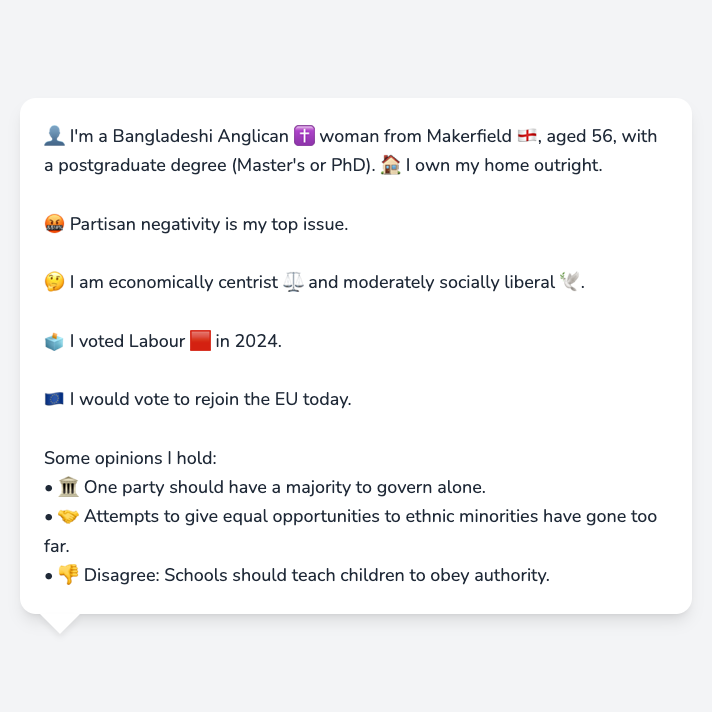 👤 I'm a Bangladeshi Anglican ✝️ woman from Makerfield 🏴󠁧󠁢󠁥󠁮󠁧󠁿, aged 56, with
a postgraduate degree (Master's or PhD). 🏠 I own my home outright.
🤬 Partisan negativity is my top issue.
🤔 I am economically centrist ⚖️ and moderately socially liberal 🕊️.
🗳️ I voted Labour 🟥 in 2024.
🇪🇺 I would vote to rejoin the EU today.
Some opinions I hold:
• 🏛️ One party should have a majority to govern alone.
• 🤝 Attempts to give equal opportunities to ethnic minorities have gone too
far.
• 👎 Disagree: Schools should teach children to obey authority.